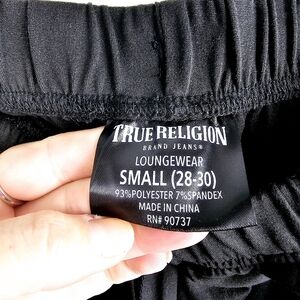 TRUE RELIGION
BRAND JEANS®
LOUNGEWEAR
SMALL (28-30)
93%POLYESTER 7%SPANDEX
MADE IN CHINA
RN# 90737